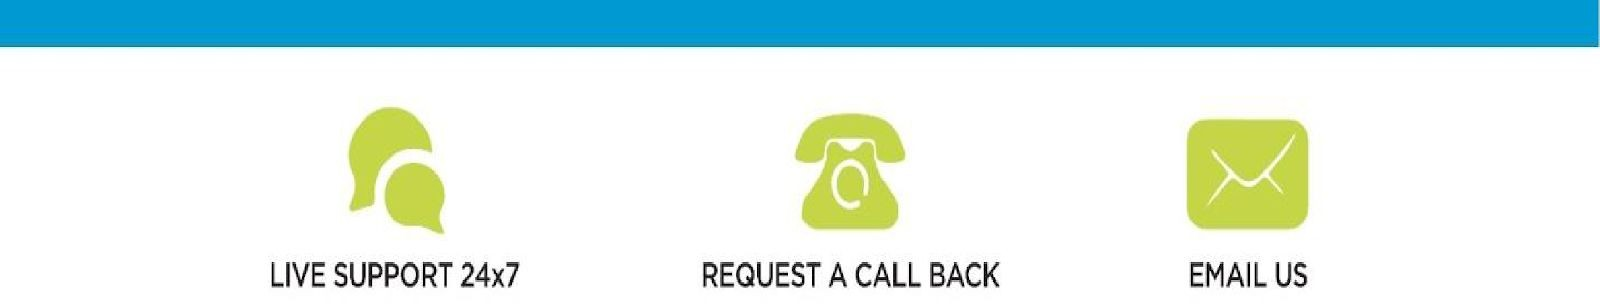 LIVE SUPPORT 24x7
REQUEST A CALL BACK
EMAIL US